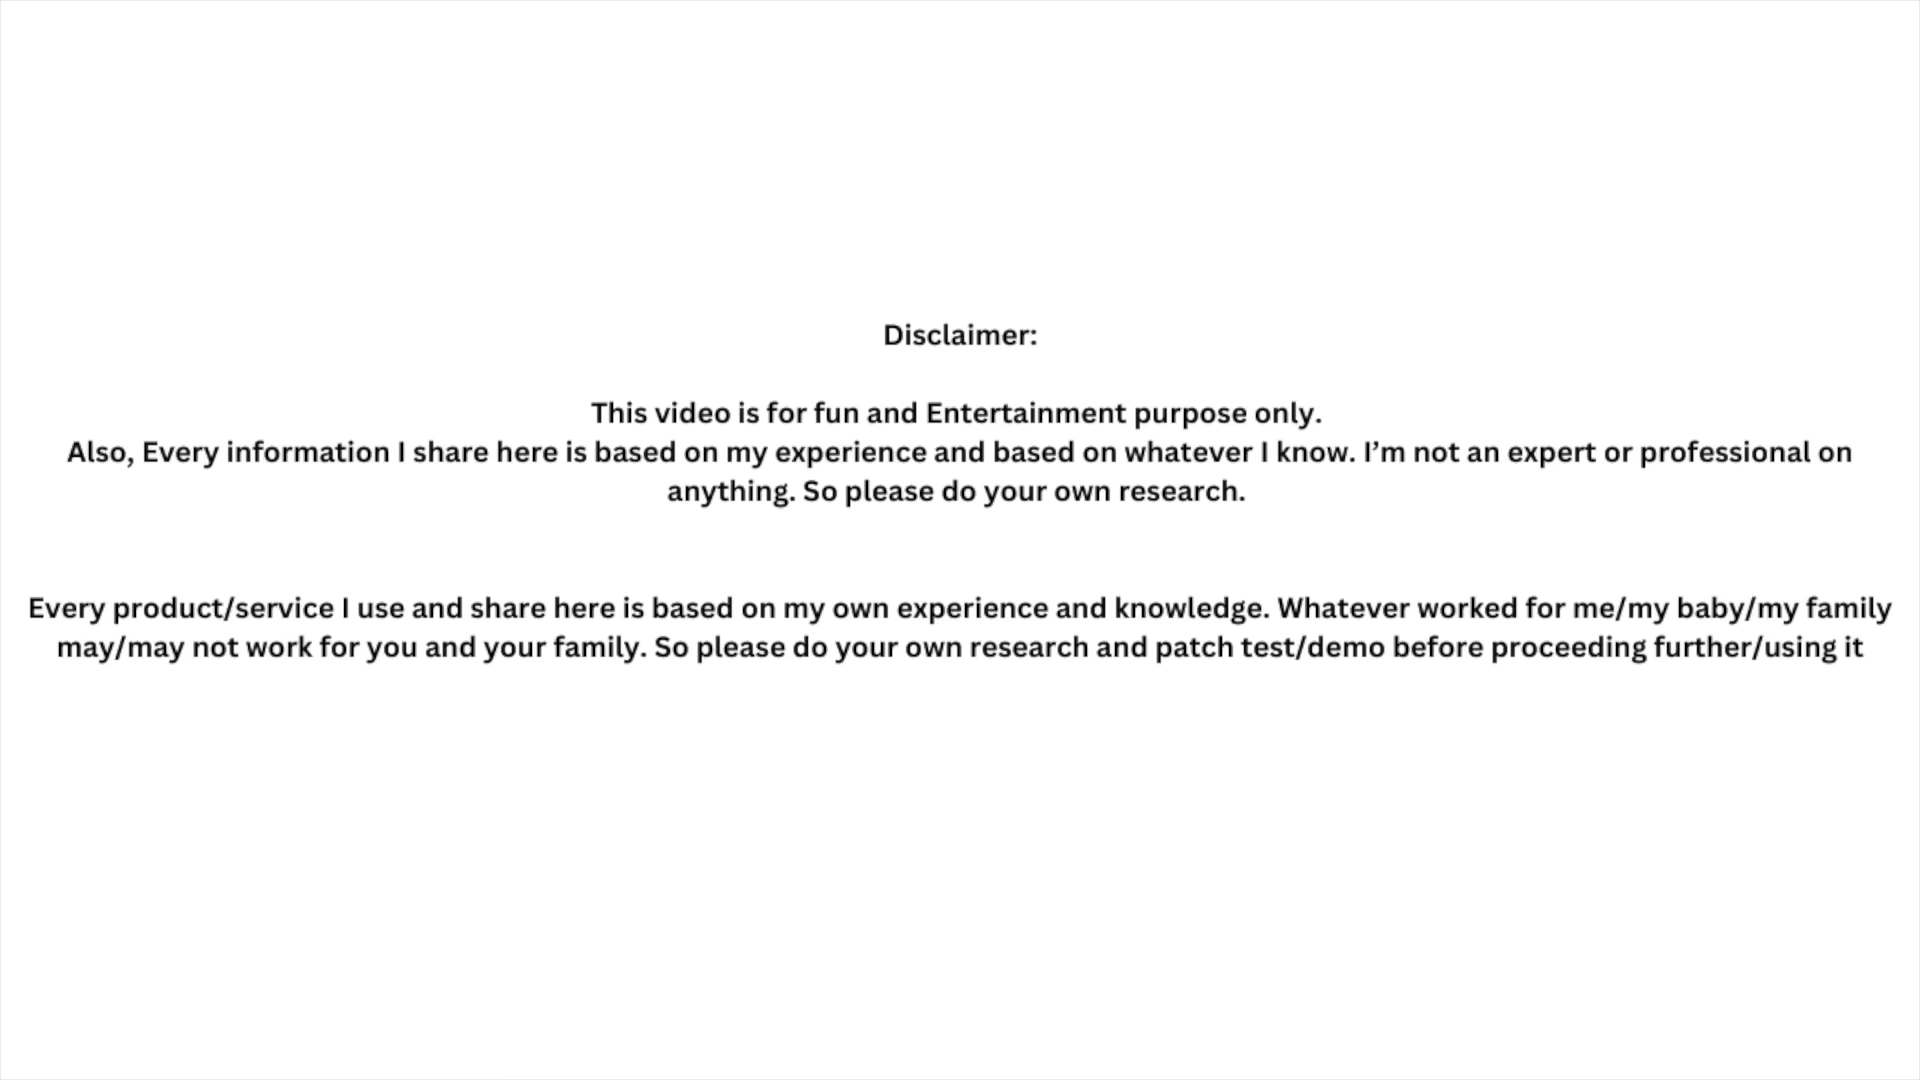 Disclaimer:
This video is for fun and Entertainment purpose only.
Also, Every information I share here is based on my experience and based on whatever I know. I’m not an expert or professional on
anything. So please do your own research.
Every product/service I use and share here is based on my own experience and knowledge. Whatever worked for me/my baby/my family
may/may not work for you and your family. So please do your own research and patch test/demo before proceeding further/using it